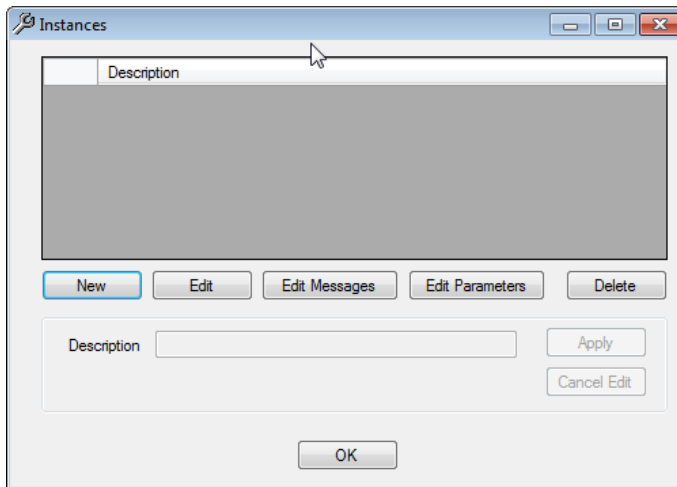 Instances
Description
New Edit Edit Messages Edit Parameters Delete
Description Apply
Cancel Edit
OK